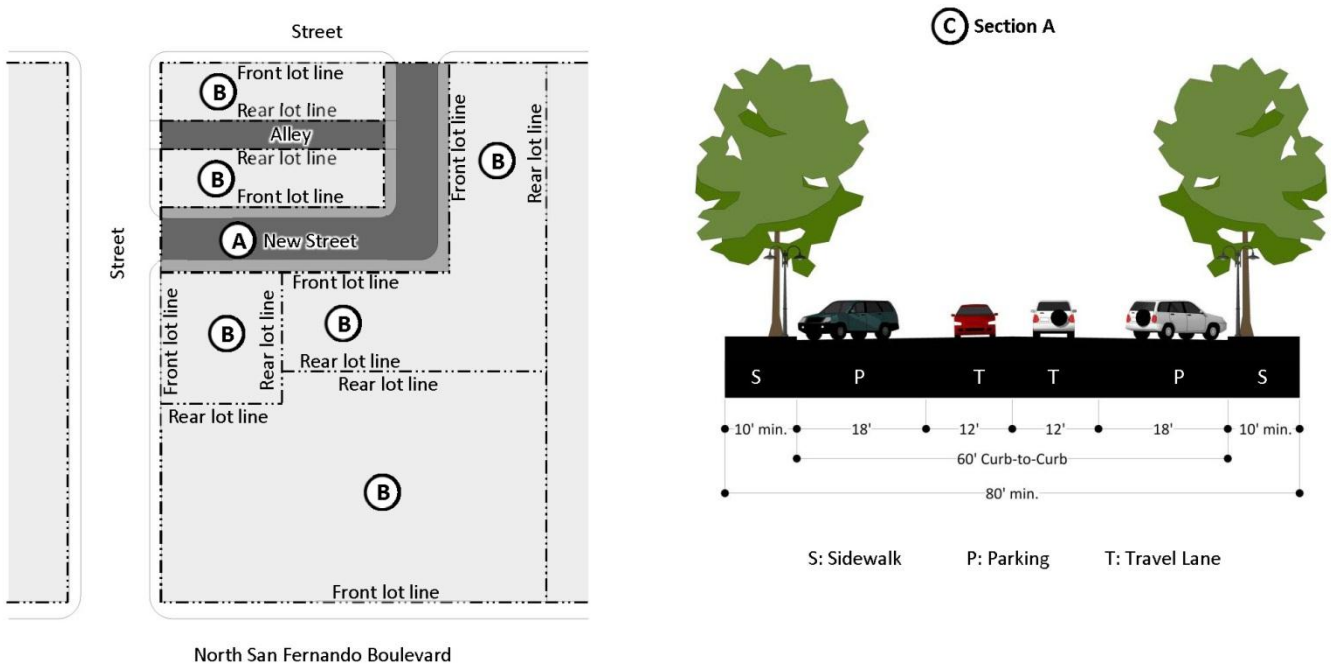 Street
Front lot line
B
Rear lot line
Alley
Rear lot line
B
Front lot line
Street
A New Street
Front lot line
B
Rear lot line
Front lot line
Front lot line
B
Rear lot line
B
Rear lot line
Rear lot line
Rear lot line
B
Front lot line
North San Fernando Boulevard
C Section A
S P T T P S
10' min. 18' 12' 12' 18' 10' min.
60' Curb-to-Curb
80' min.
S: Sidewalk P: Parking T: Travel Lane